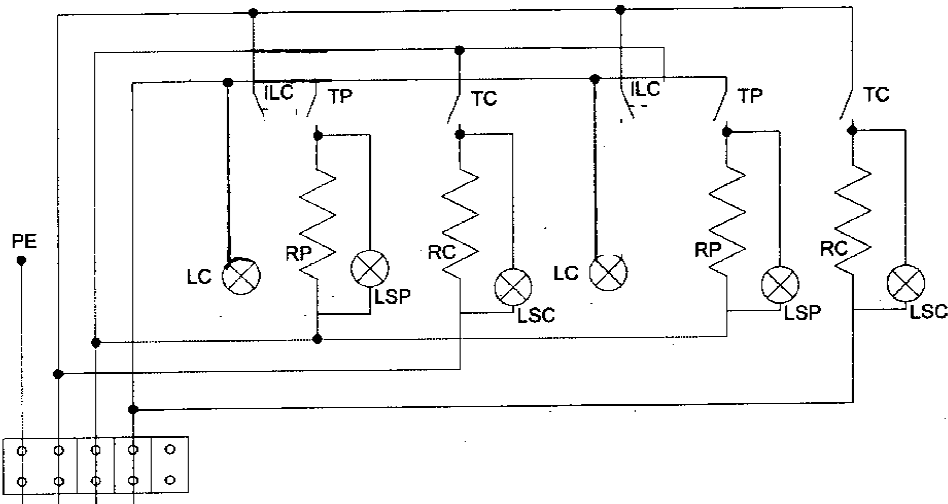 ILC TP TC ILC TP TC
PE RP RC RP RC
LC LSP LSC LC LSP LSC